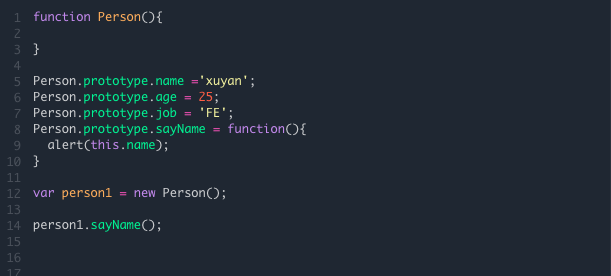 1 function Person(){
2
3 }
4
5 Person.prototype.name ='xuyan';
6 Person.prototype.age = 25;
7 Person.prototype.job = 'FE';
8 Person.prototype.sayName = function(){
9   alert(this.name);
10 }
11
12 var person1 = new Person();
13
14 person1.sayName();
15
16
17